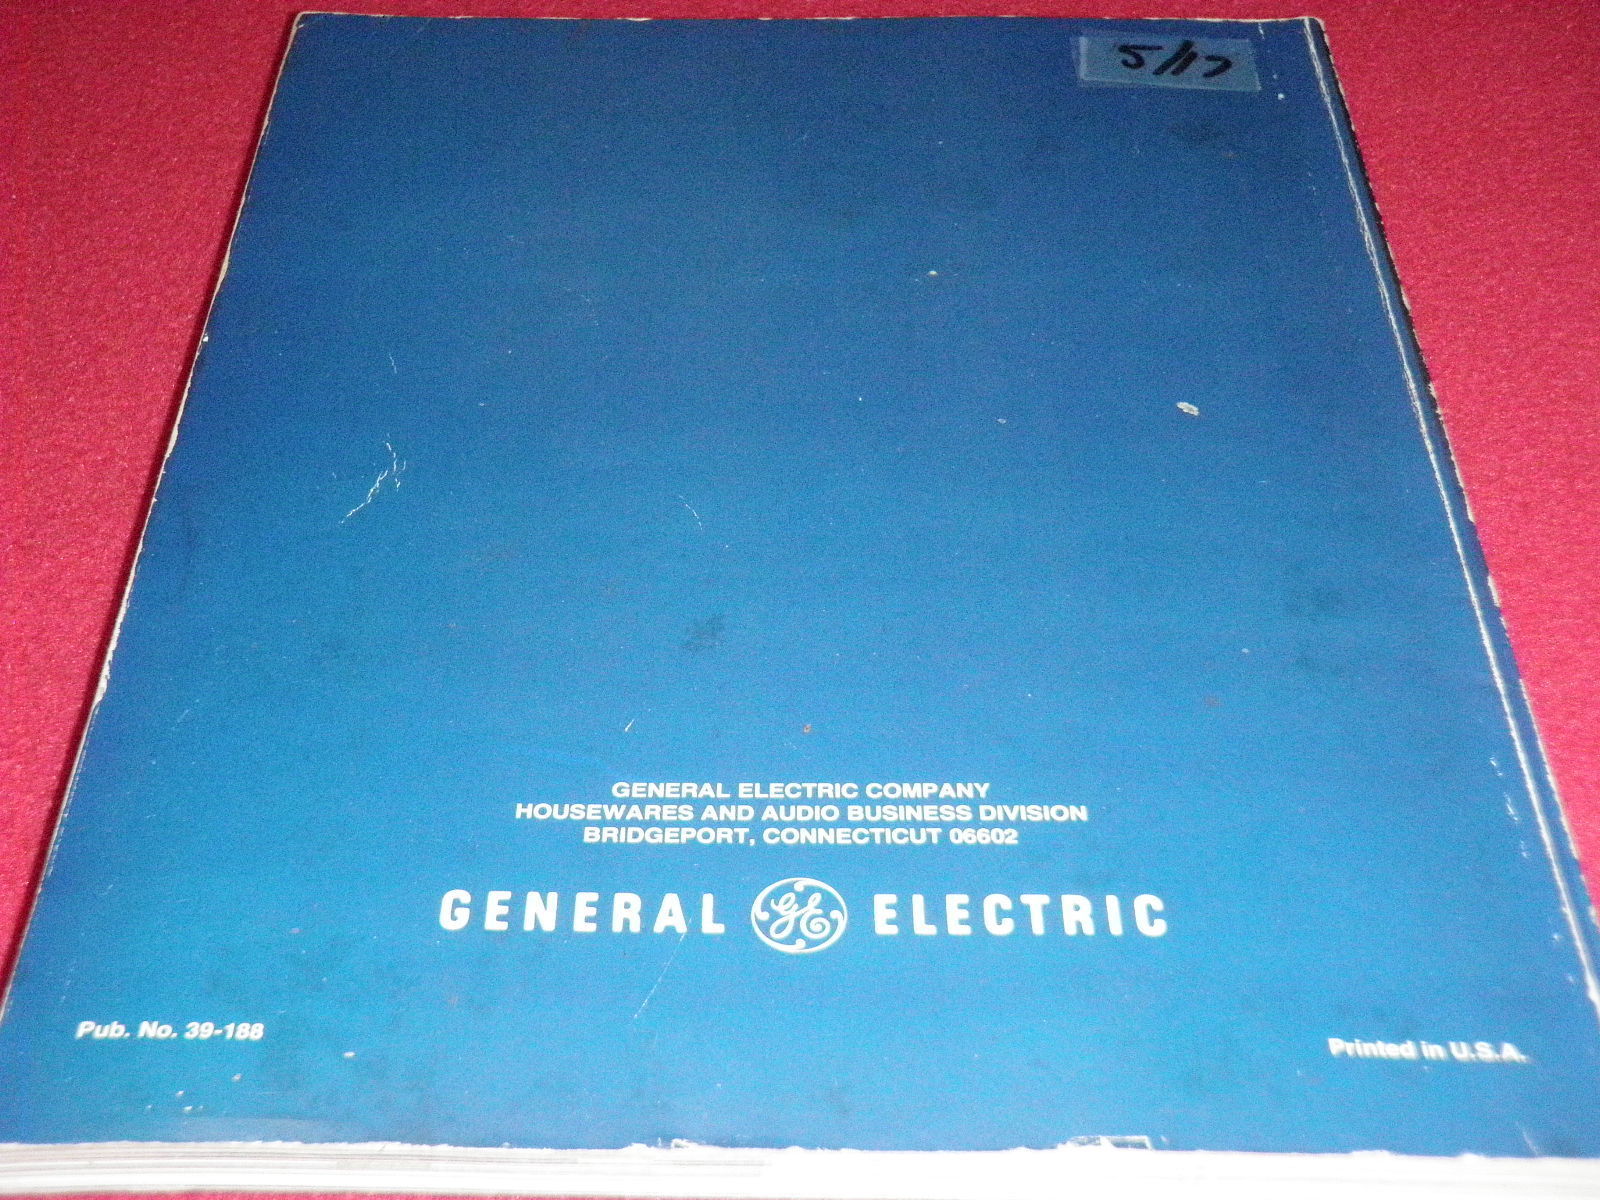 5/17
GENERAL ELECTRIC COMPANY
HOUSEWARES AND AUDIO BUSINESS DIVISION
BRIDGEPORT, CONNECTICUT 06602
GENERAL GE ELECTRIC
Pub. No. 39-188
Printed in U.S.A.